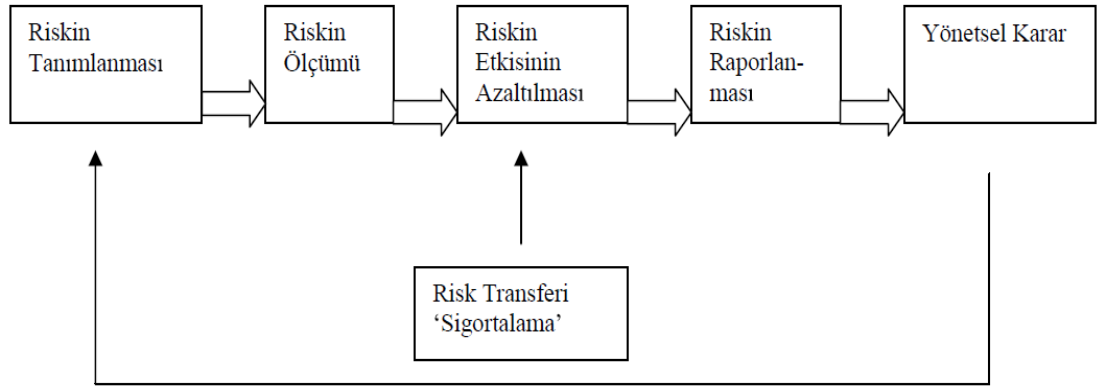 Riskin
Tanımlanması
Riskin
Ölçümü
Riskin
Etkisinin
Azaltılması
Riskin
Raporlan-
ması
Yönetsel Karar
Risk Transferi
‘Sigortalama’